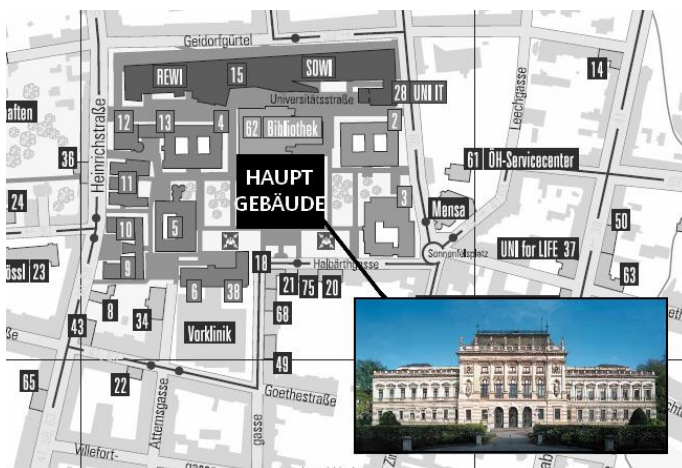 Geidorfgürtel
REWI
15
SOWI
14
Universitätsstraße
28 UNI IT
Leechgasse
aften
Heinrichstraße
12
13
4
62 Bibliothek
2
36
61 ÖH-Servicecenter
HAUPT
GEBÄUDE
11
24
3
Mensa
50
5
10
UNI for LIFE 37
Sonnenfelsplatz
össl 23
9
18
Halbärthgasse
63
6
38
21
75
20
8
34
68
43
Vorklinik
49
65
22
Goethestraße
Attemsgasse
gasse
Villefort-